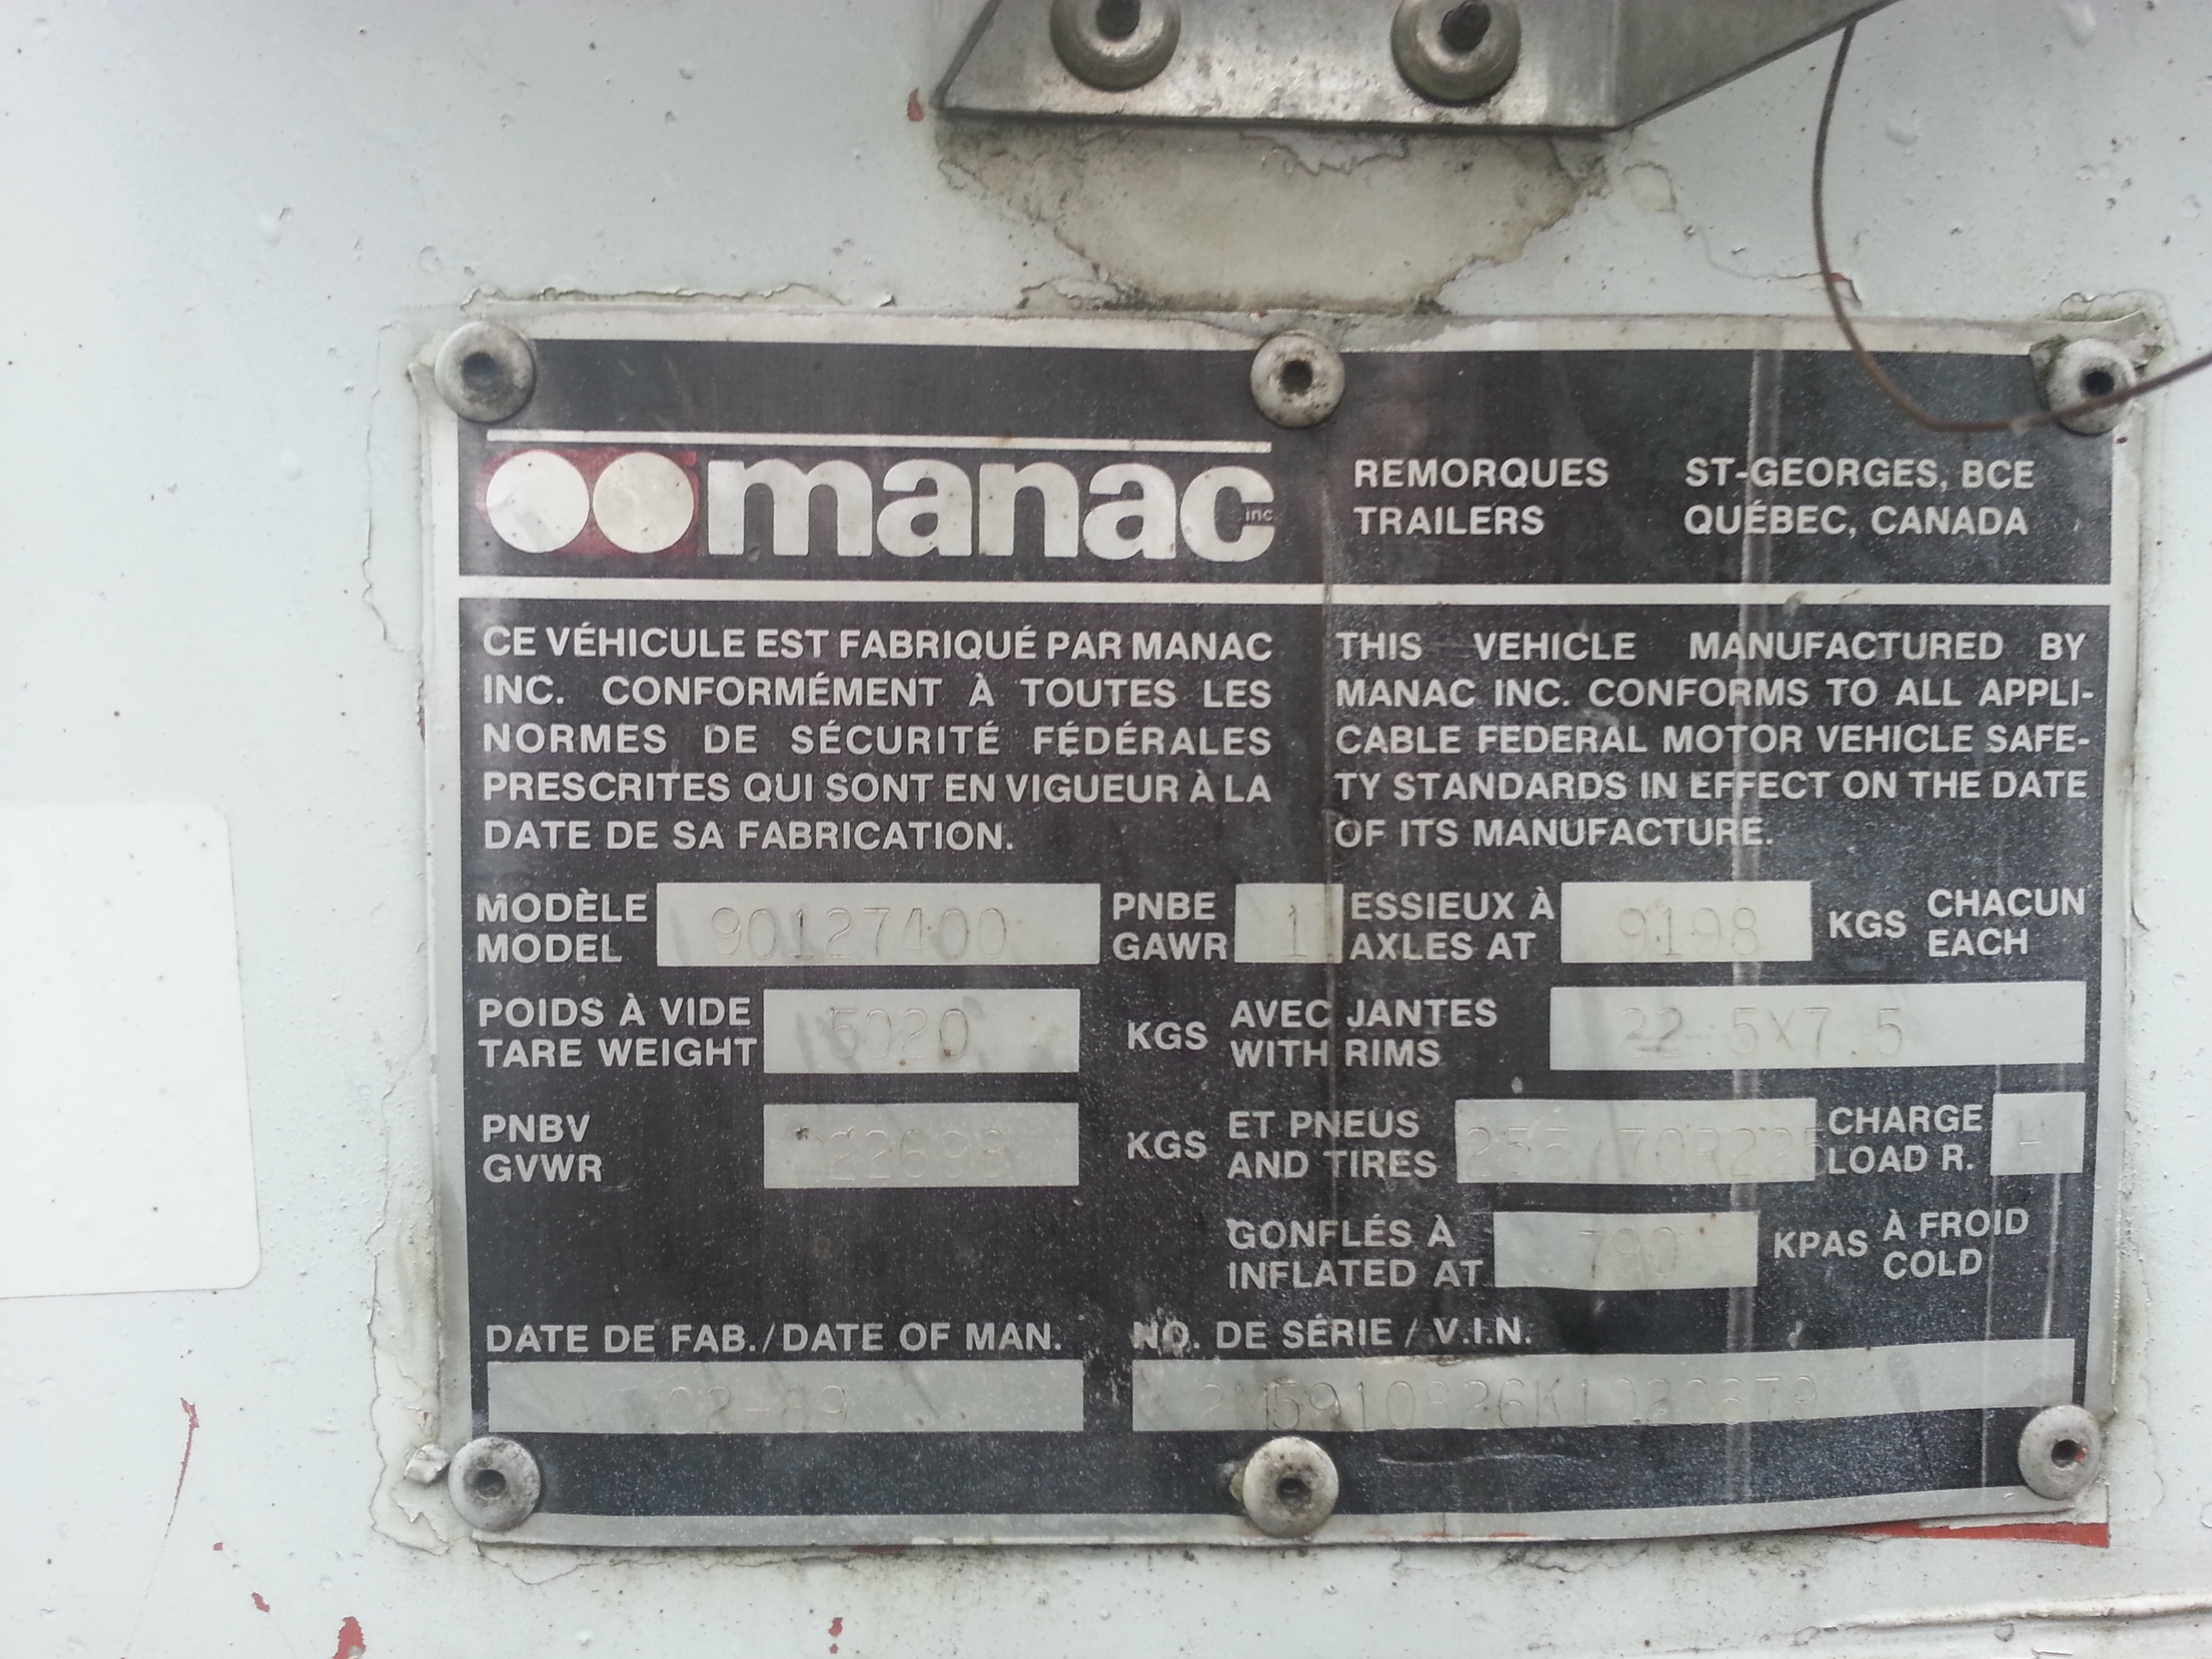 manac inc.
REMORQUES
TRAILERS
ST-GEORGES, BCE
QUÉBEC, CANADA
CE VÉHICULE EST FABRIQUÉ PAR MANAC
INC. CONFORMÉMENT À TOUTES LES
NORMES DE SÉCURITÉ FÉDÉRALES
PRESCRITES QUI SONT EN VIGUEUR À LA
DATE DE SA FABRICATION.
THIS VEHICLE MANUFACTURED BY
MANAC INC. CONFORMS TO ALL APPLI-
CABLE FEDERAL MOTOR VEHICLE SAFE-
TY STANDARDS IN EFFECT ON THE DATE
OF ITS MANUFACTURE.
MODÈLE
MODEL
90127400
PNBE
GAWR
1
ESSIEUX À
AXLES AT
9198
KGS
CHACUN
EACH
POIDS À VIDE
TARE WEIGHT
5020
KGS
AVEC JANTES
WITH RIMS
22.5X7.5
PNBV
GVWR
KGS
ET PNEUS
AND TIRES
CHARGE
LOAD R.
H
GONFLÉS À
INFLATED AT
790
KPAS
À FROID
COLD
DATE DE FAB./DATE OF MAN.
02-89
NO. DE SÉRIE / V.I.N.